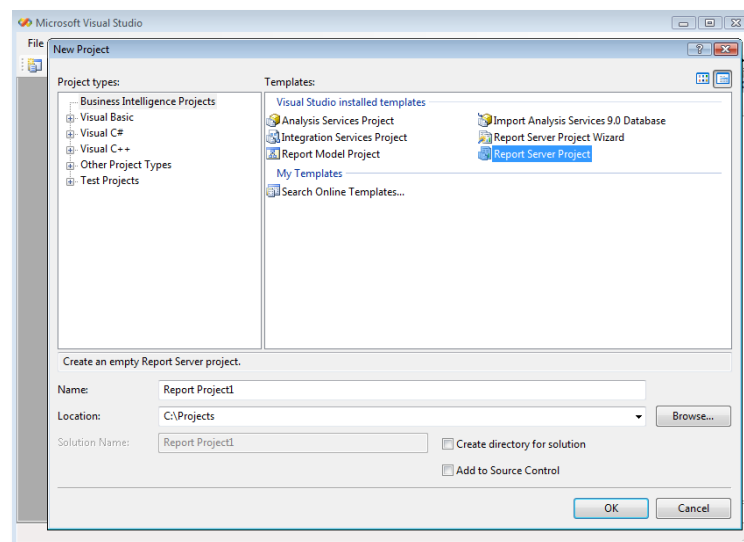 Microsoft Visual Studio
File
New Project
Project types:
Templates:
Business Intelligence Projects
Visual Basic
Visual C#
Visual C++
Other Project Types
Test Projects
Visual Studio installed templates
Analysis Services Project
Import Analysis Services 9.0 Database
Integration Services Project
Report Server Project Wizard
Report Model Project
Report Server Project
My Templates
Search Online Templates...
Create an empty Report Server project.
Name:
Report Project1
Location:
C:\Projects
Browse...
Solution Name:
Report Project1
Create directory for solution
Add to Source Control
OK
Cancel